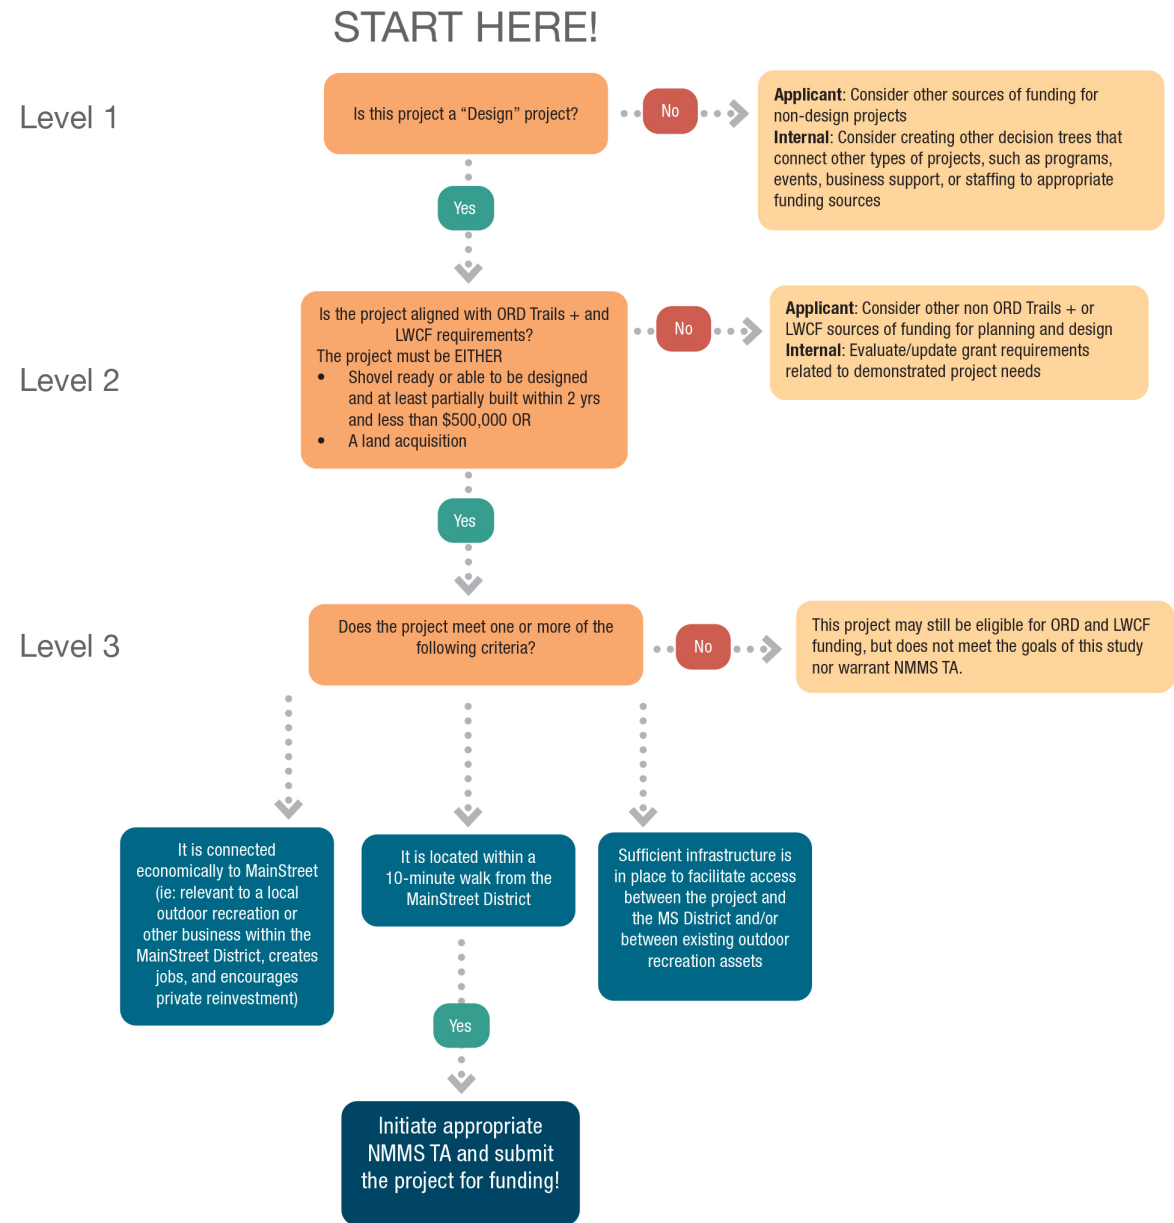 START HERE!
Level 1
Is this project a “Design” project?
No
Applicant: Consider other sources of funding for
non-design projects
Internal: Consider creating other decision trees that
connect other types of projects, such as programs,
events, business support, or staffing to appropriate
funding sources
Yes
Level 2
Is the project aligned with ORD Trails + and
LWCF requirements?
The project must be EITHER
• Shovel ready or able to be designed
and at least partially built within 2 yrs
and less than $500,000 OR
• A land acquisition
No
Applicant: Consider other non ORD Trails + or
LWCF sources of funding for planning and design
Internal: Evaluate/update grant requirements
related to demonstrated project needs
Yes
Level 3
Does the project meet one or more of the
following criteria?
No
This project may still be eligible for ORD and LWCF
funding, but does not meet the goals of this study
nor warrant NMMS TA.
It is connected
economically to MainStreet
(ie: relevant to a local
outdoor recreation or
other business within the
MainStreet District, creates
jobs, and encourages
private reinvestment)
It is located within a
10-minute walk from the
MainStreet District
Sufficient infrastructure is
in place to facilitate access
between the project and
the MS District and/or
between existing outdoor
recreation assets
Yes
Initiate appropriate
NMMS TA and submit
the project for funding!